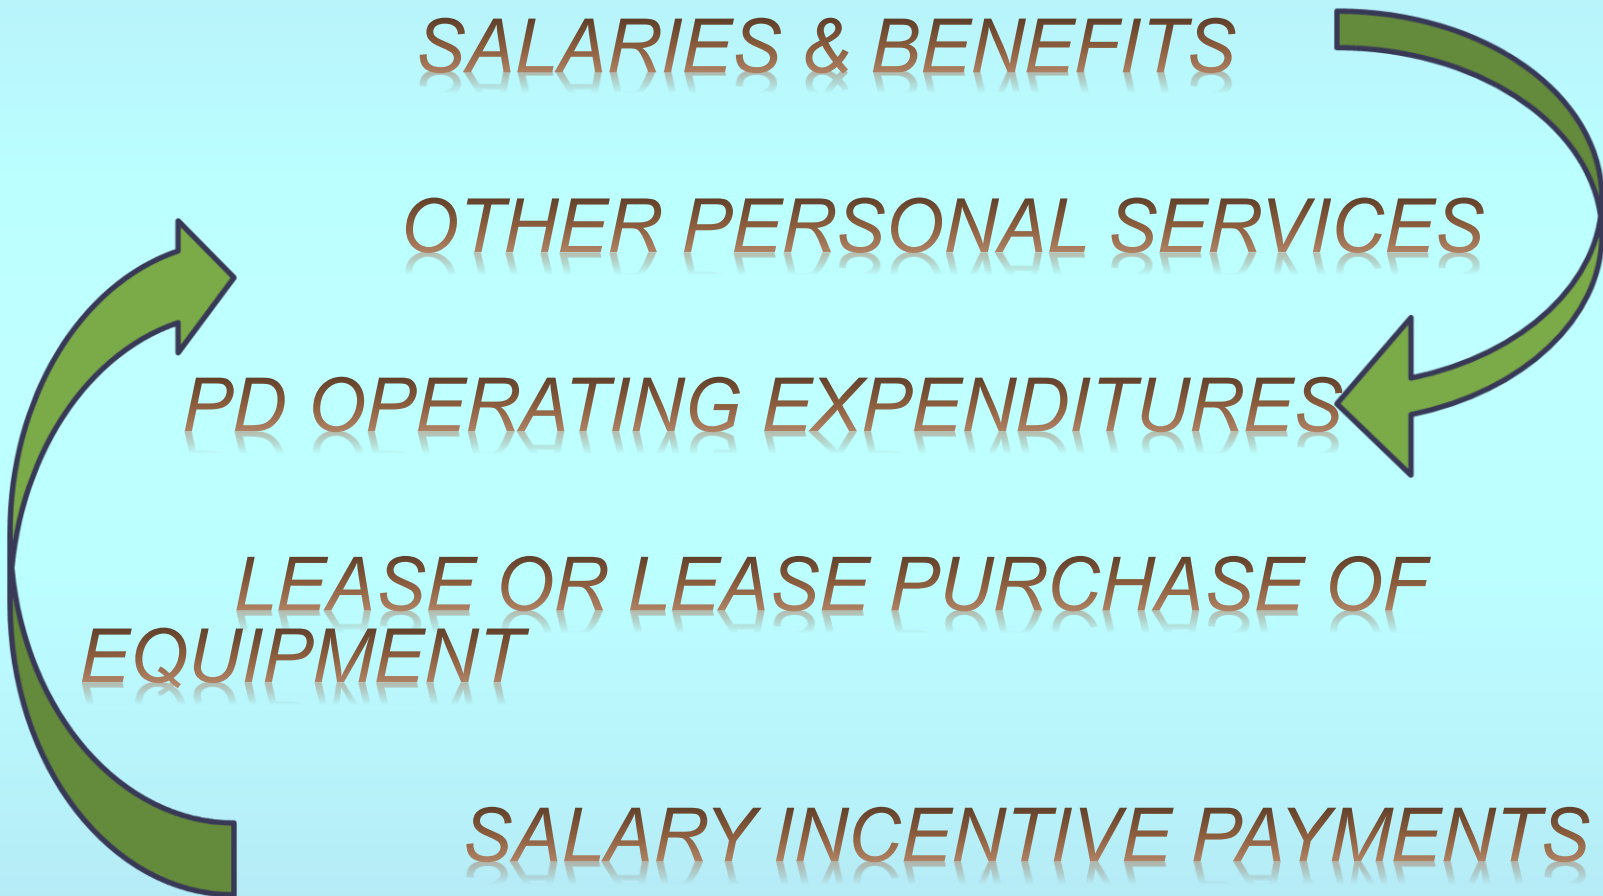 SALARIES & BENEFITS
OTHER PERSONAL SERVICES
PD OPERATING EXPENDITURES
LEASE OR LEASE PURCHASE OF
EQUIPMENT
SALARY INCENTIVE PAYMENTS